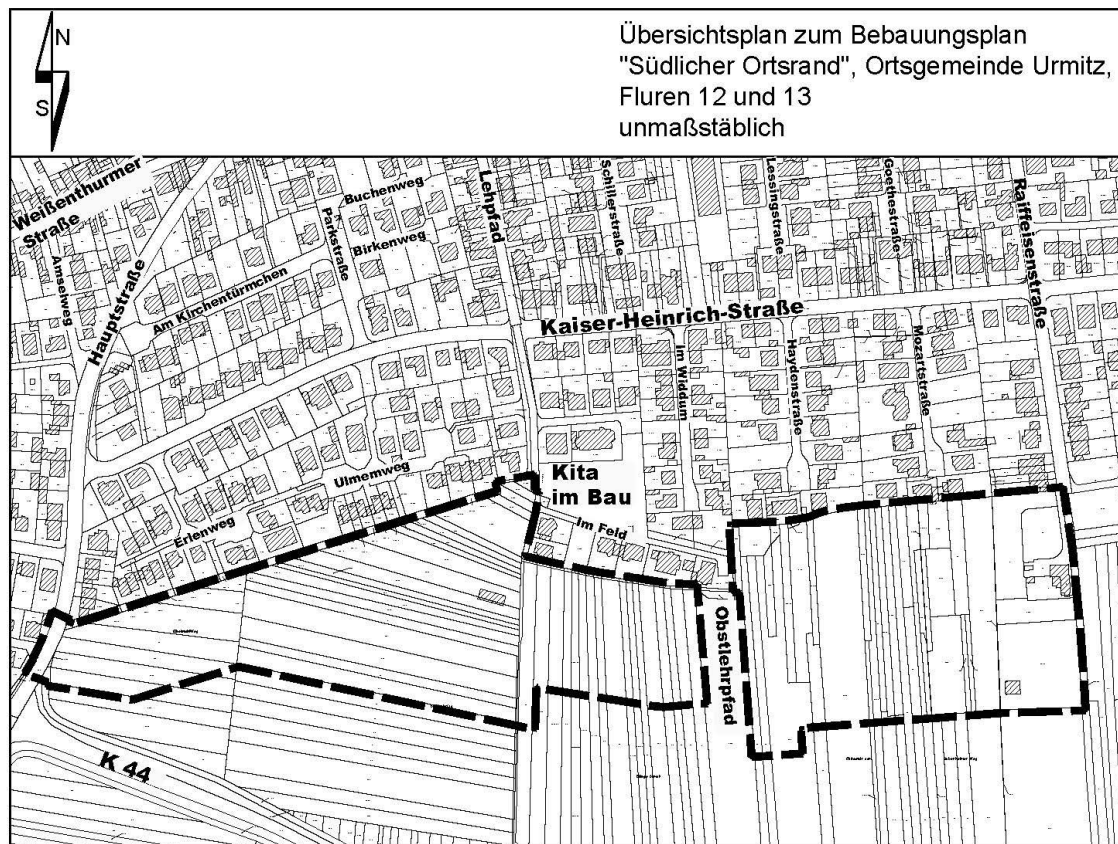 N
S
Übersichtsplan zum Bebauungsplan
"Südlicher Ortsrand", Ortsgemeinde Urmitz,
Fluren 12 und 13
unmaßstäblich
Weißenthurmer
Straße
Amselweg
Hauptstraße
Am Kirchentürmchen
Parkstraße
Buchenweg
Birkenweg
Lehpfad
Schillerstraße
Lessingstraße
Goethestraße
Raiffeisenstraße
Kaiser-Heinrich-Straße
im Widdum
Haydenstraße
Mozartstraße
Ulmemweg
Erlenweg
Kita
im Bau
Im Feld
Obstlehrpfad
K 44